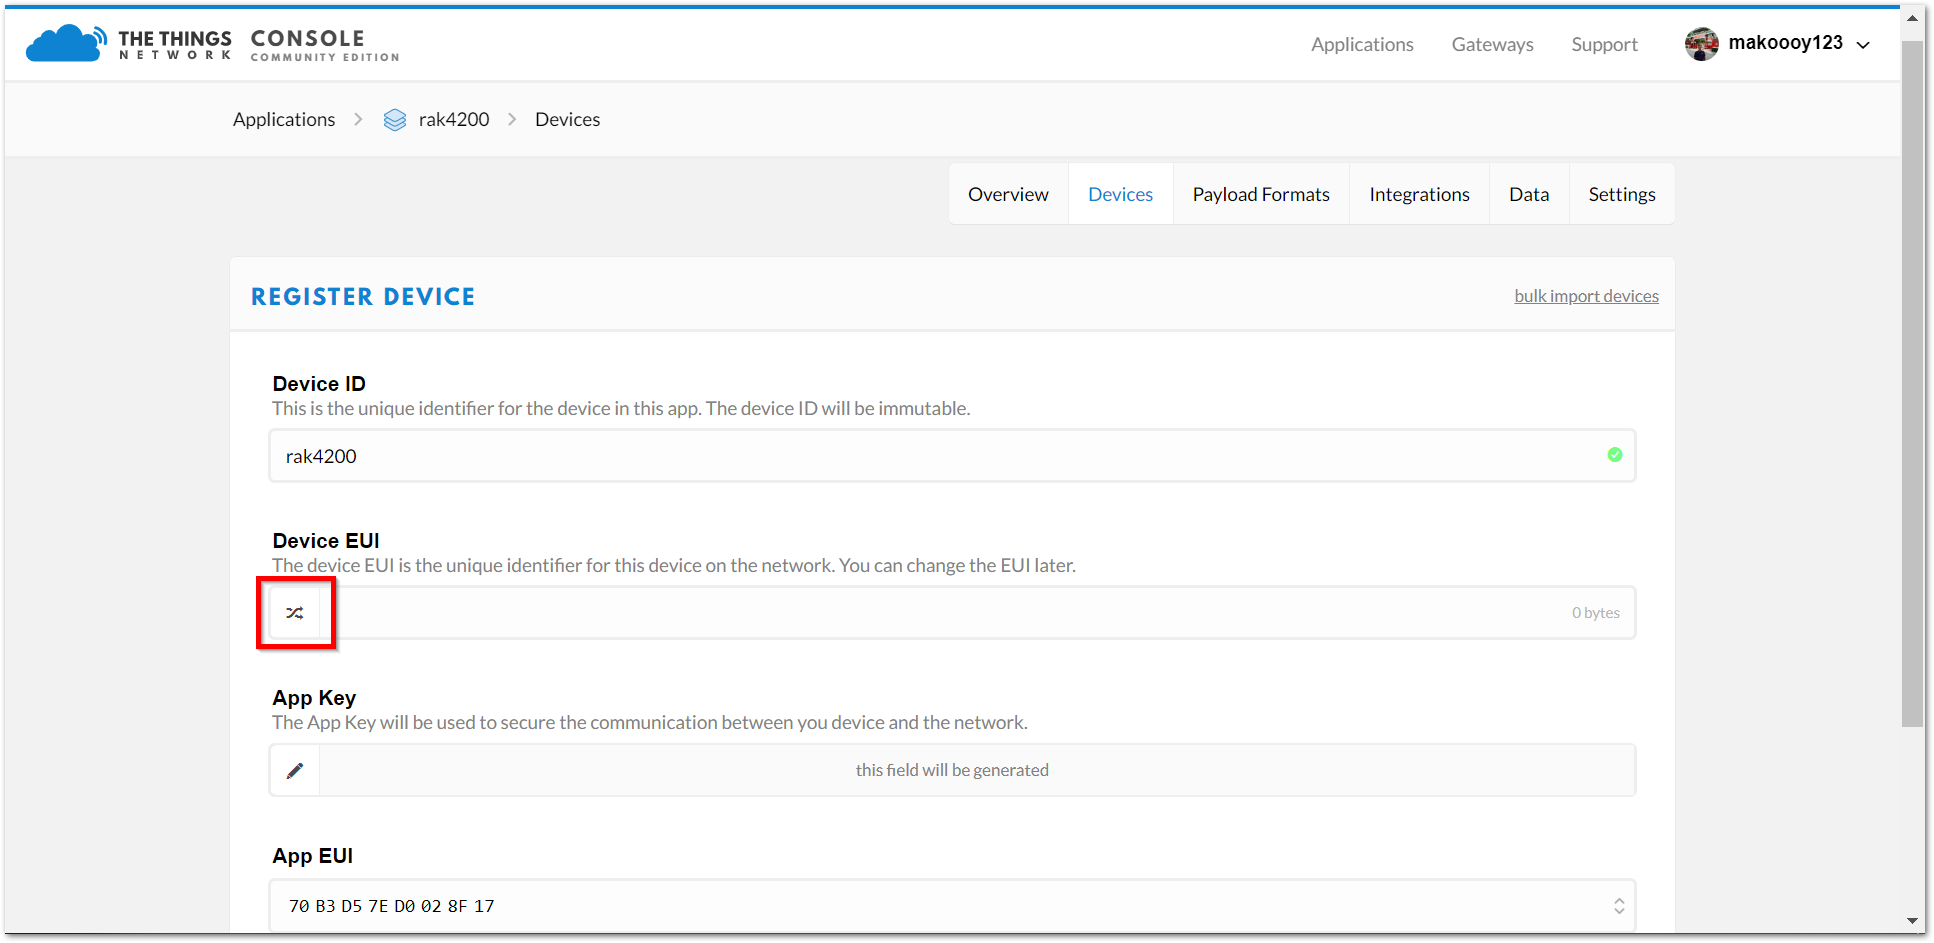 THE THINGS NETWORK CONSOLE COMMUNITY EDITION
Applications Gateways Support makoooy123
Applications rak4200 Devices
Overview Devices Payload Formats Integrations Data Settings
REGISTER DEVICE bulk import devices
Device ID
This is the unique identifier for the device in this app. The device ID will be immutable.
rak4200
Device EUI
The device EUI is the unique identifier for this device on the network. You can change the EUI later.
0 bytes
App Key
The App Key will be used to secure the communication between you device and the network.
this field will be generated
App EUI
70 B3 D5 7E D0 02 8F 17